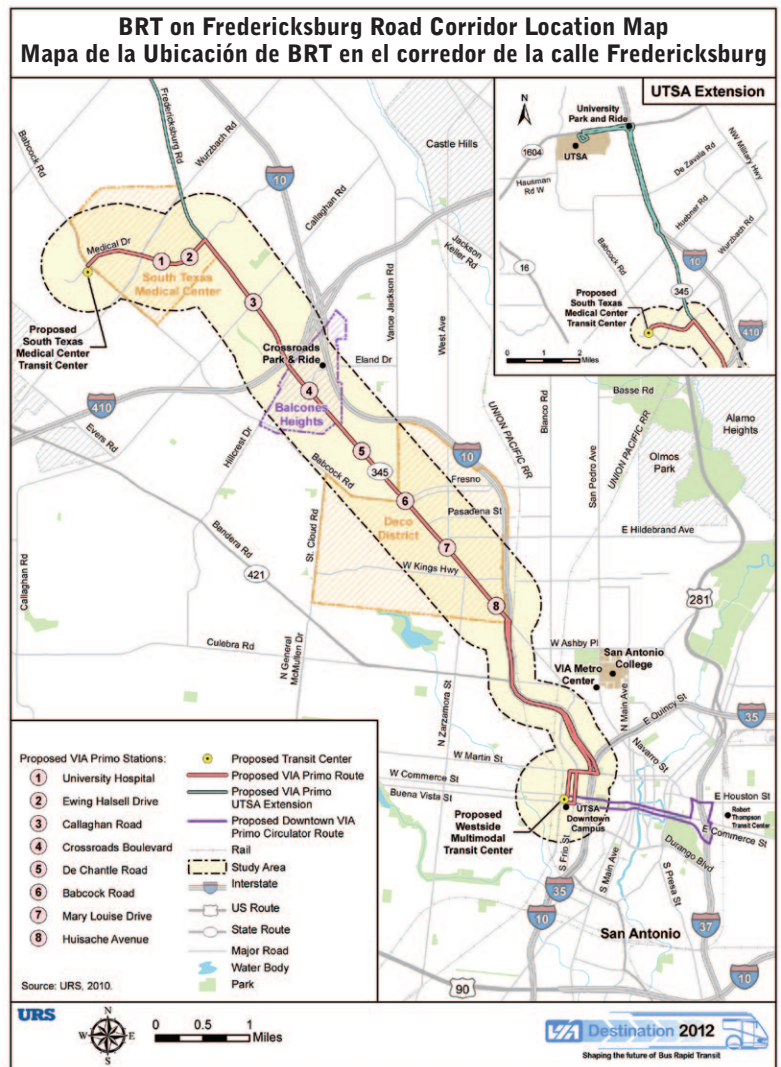 BRT on Fredericksburg Road Corridor Location Map
Mapa de la Ubicación de BRT en el corredor de la calle Fredericksburg
UTSA Extension
N
University
Park and Ride
UTSA
1604
Hausman
Rd W
De Zavala Rd
NW Military Hwy
Huebner Rd
Babcock Rd
Wurzbach Rd
10
16
345
410
Proposed
South Texas
Medical Center
Transit Center
0 1 2
Miles
Fredericksburg Rd
Babcock Rd
Wurzbach Rd
Castle Hills
10
Callaghan Rd
Jackson
Keller Rd
Medical Dr
1
2
South Texas
Medical Center
3
Vance Jackson Rd
West Ave
Proposed
South Texas
Medical Center
Transit Center
Crossroads
Park & Ride
Eland Dr
4
Balcones
Heights
410
Evers Rd
Hillcrest Dr
UNION PACIFIC RR
Blanco Rd
San Pedro Ave
UNION PACIFIC RR
Basse Rd
Alamo
Heights
Olmos
Park
10
5
345
Babcock Rd
Fresno
6
Pasadena St
Deco
District
St. Cloud Rd
E Hildebrand Ave
7
Bandera Rd
W Kings Hwy
421
Callaghan Rd
8
281
Culebra Rd
N General
McMullen Dr
W Ashby Pl
San Antonio
College
VIA Metro
Center
N Main Ave
E Quincy St
35
N Zarzamora St
Navarro St
W Martin St
W Commerce St
Buena Vista St
E Houston St
Robert
Thompson
Transit Center
E Commerce St
UTSA
Downtown
Campus
Proposed
Westside
Multimodal
Transit Center
S Frio St
S Main Ave
Durango Blvd
S Presa St
35
10
37
San Antonio
90
10
Proposed VIA Primo Stations:
1 University Hospital
2 Ewing Halsell Drive
3 Callaghan Road
4 Crossroads Boulevard
5 De Chantle Road
6 Babcock Road
7 Mary Louise Drive
8 Huisache Avenue
Proposed Transit Center
Proposed VIA Primo Route
Proposed VIA Primo
UTSA Extension
Proposed Downtown VIA
Primo Circulator Route
Rail
Study Area
Interstate
US Route
State Route
Major Road
Water Body
Park
Source: URS, 2010.
URS
N
W E
S
0 0.5 1
Miles
VIA Destination 2012
Shaping the future of Bus Rapid Transit